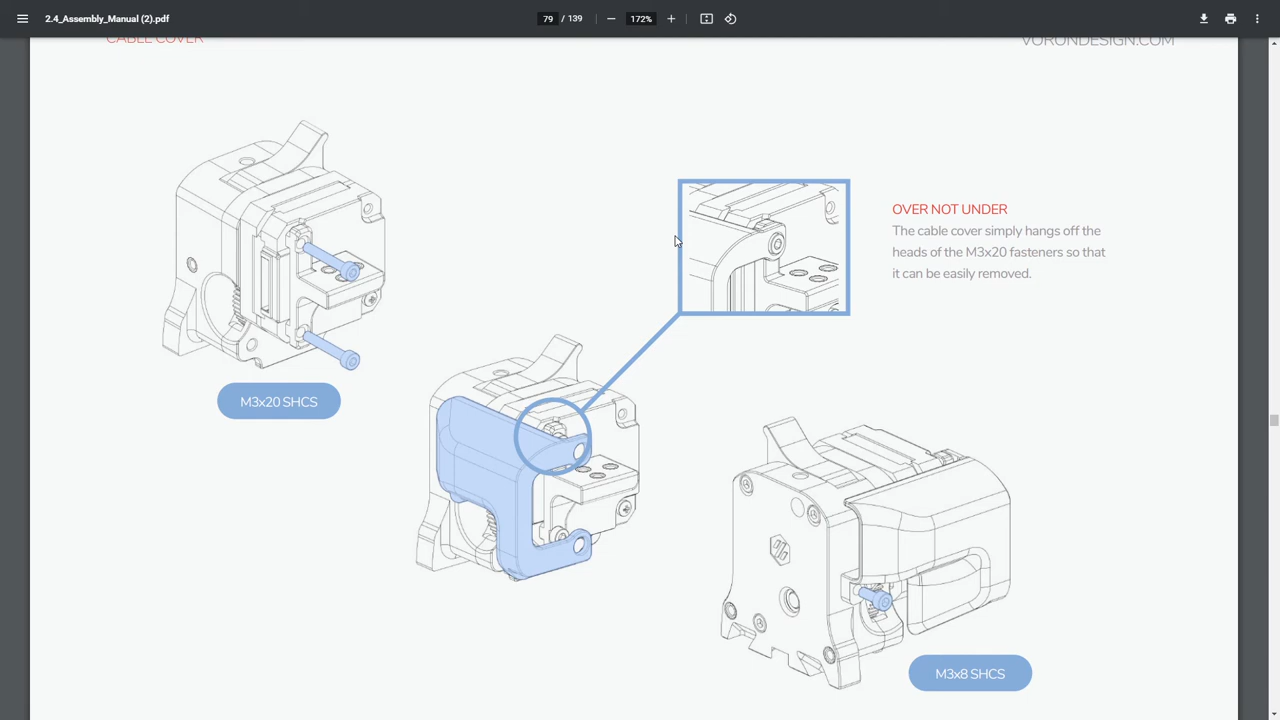 2.4_Assembly_Manual (2).pdf
79 / 139
172%
CABLE COVER
VORONDESIGN.COM
OVER NOT UNDER
The cable cover simply hangs off the
heads of the M3x20 fasteners so that
it can be easily removed.
M3x20 SHCS
M3x8 SHCS